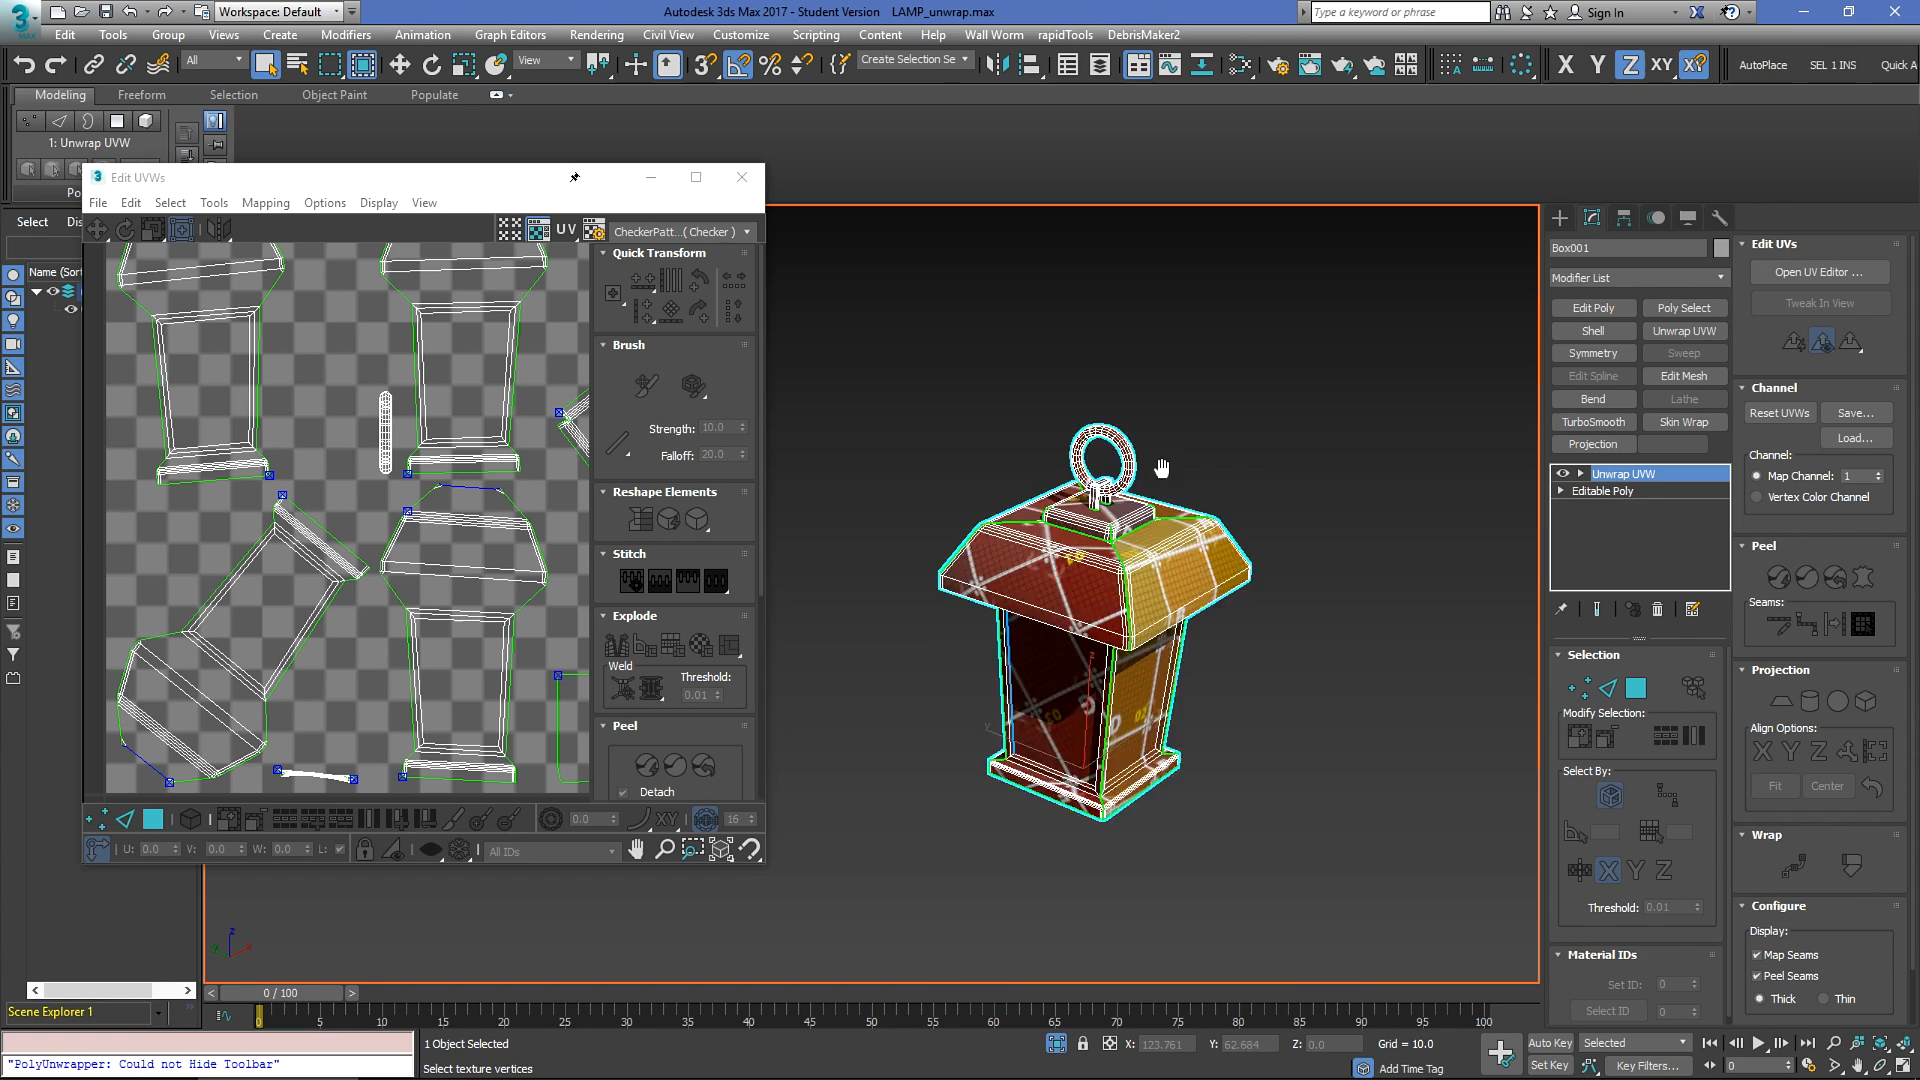 Workspace: Default
Autodesk 3ds Max 2017 - Student Version LAMP_unwrap.max
Type a keyword or phrase
Sign In
Edit Tools Group Views Create Modifiers Animation Graph Editors Rendering Civil View Customize Scripting Content Help Wall Worm rapidTools DebrisMaker2
All
View
Create Selection Se
X Y Z XY
AutoPlace SEL 1 INS Quick A
Modeling Freeform Selection Object Paint Populate
1: Unwrap UVW
Select
Name (Sor
Edit UVWs
File Edit Select Tools Mapping Options Display View
UV
CheckerPatt...( Checker )
Quick Transform
Brush
Strength: 10.0
Falloff: 20.0
Reshape Elements
Stitch
Explode
Weld
Threshold:
0.01
Peel
Detach
0.0
XY
16
U: 0.0 V: 0.0 W: 0.0 L:
All IDs
Box001
Modifier List
Edit Poly Poly Select
Shell Unwrap UVW
Symmetry Sweep
Edit Spline Edit Mesh
Bend Lathe
TurboSmooth Skin Wrap
Projection
Unwrap UVW
Editable Poly
Selection
Modify Selection:
Select By:
X Y Z
Threshold: 0.01
Material IDs
Set ID: 0
Select ID 0
Edit UVs
Open UV Editor ...
Tweak In View
Channel
Reset UVWs Save...
Load...
Channel:
Map Channel: 1
Vertex Color Channel
Peel
Seams:
Projection
Align Options:
X Y Z
Fit Center
Wrap
Configure
Display:
Map Seams
Peel Seams
Thick Thin
Scene Explorer 1
0 / 100
0 5 10 15 20 25 30 35 40 45 50 55 60 65 70 75 80 85 90 95 100
"PolyUnwrapper: Could not Hide Toolbar"
1 Object Selected
Select texture vertices
X: 123.761 Y: 62.684 Z: 0.0 Grid = 10.0
Add Time Tag
Auto Key Selected
Set Key Key Filters...
0